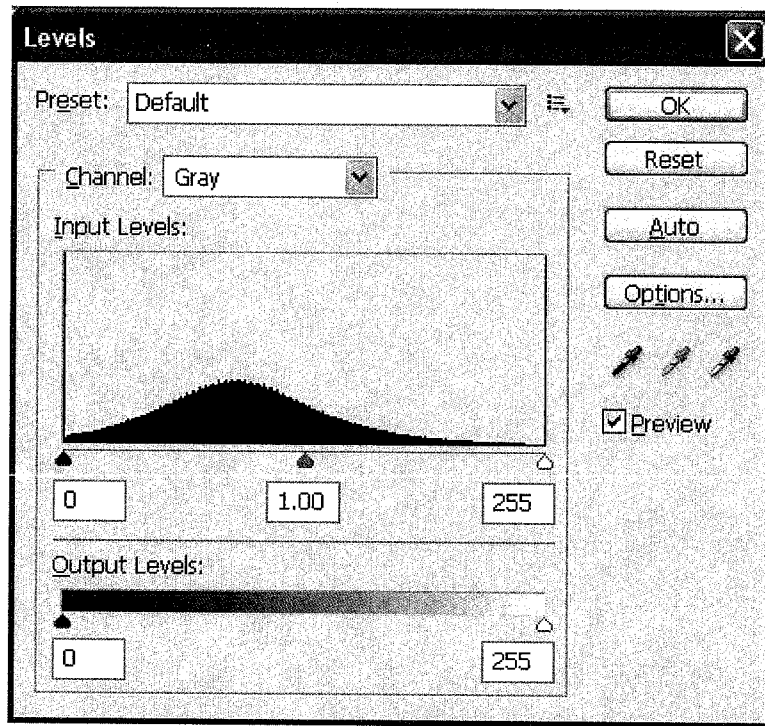 Levels
Preset: Default
OK
Channel: Gray
Reset
Input Levels:
Auto
Options...
Preview
0 1.00 255
Output Levels:
0 255